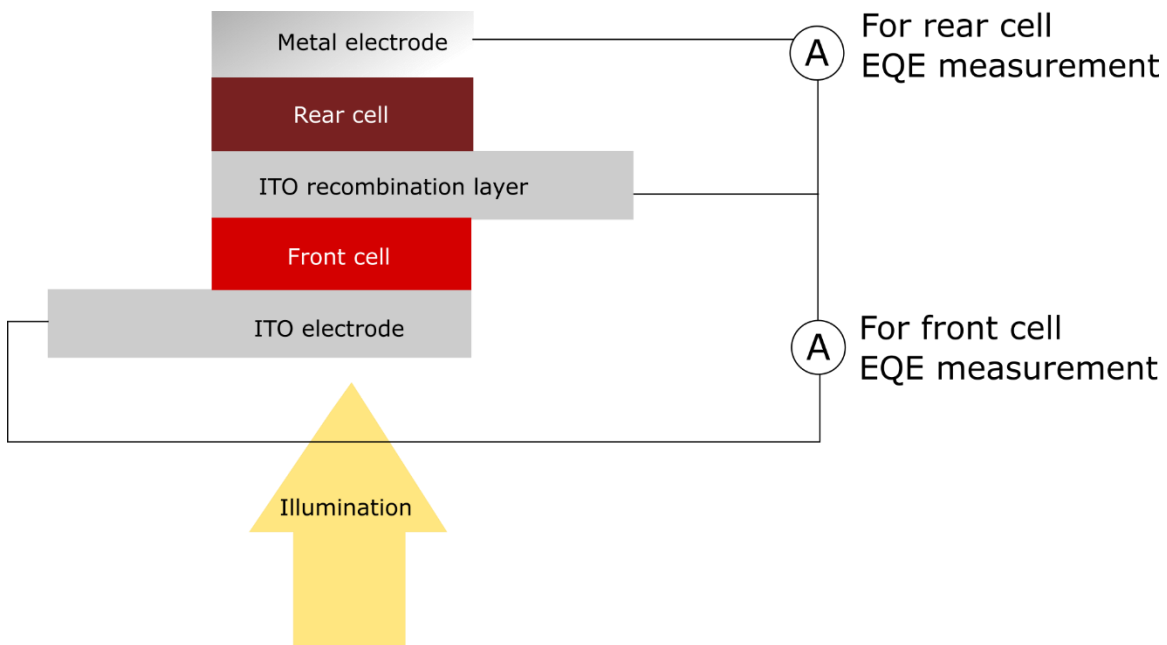 Metal electrode
A
For rear cell
EQE measurement
Rear cell
ITO recombination layer
Front cell
ITO electrode
A
For front cell
EQE measurement
Illumination